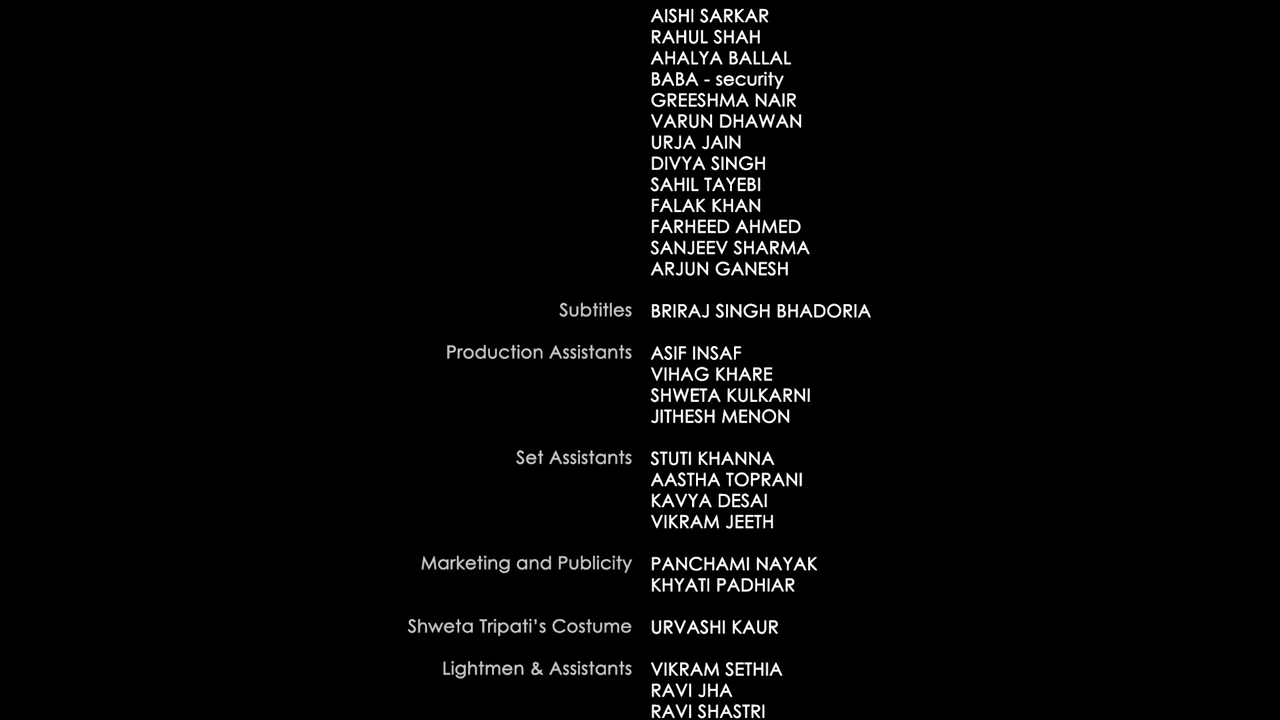 AISHI SARKAR
RAHUL SHAH
AHALYA BALLAL
BABA - security
GREESHMA NAIR
VARUN DHAWAN
URJA JAIN
DIVYA SINGH
SAHIL TAYEBI
FALAK KHAN
FARHEED AHMED
SANJEEV SHARMA
ARJUN GANESH
Subtitles BRIRAJ SINGH BHADORIA
Production Assistants ASIF INSAF
VIHAG KHARE
SHWETA KULKARNI
JITHESH MENON
Set Assistants STUTI KHANNA
AASTHA TOPRANI
KAVYA DESAI
VIKRAM JEETH
Marketing and Publicity PANCHAMI NAYAK
KHYATI PADHIAR
Shweta Tripati's Costume URVASHI KAUR
Lightmen & Assistants VIKRAM SETHIA
RAVI JHA
RAVI SHASTRI